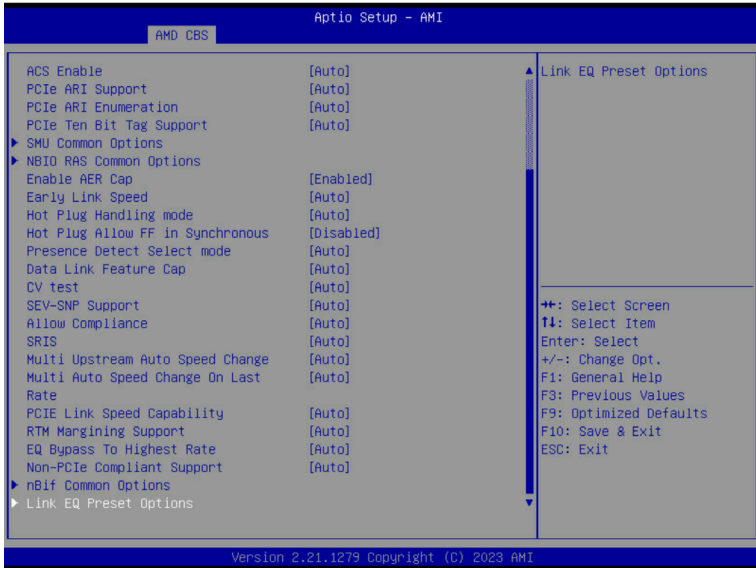 Aptio Setup – AMI
AMD CBS
ACS Enable [Auto]
PCIe ARI Support [Auto]
PCIe ARI Enumeration [Auto]
PCIe Ten Bit Tag Support [Auto]
SMU Common Options
NBIO RAS Common Options
Enable AER Cap [Enabled]
Early Link Speed [Auto]
Hot Plug Handling mode [Auto]
Hot Plug Allow FF in Synchronous [Disabled]
Presence Detect Select mode [Auto]
Data Link Feature Cap [Auto]
CV test [Auto]
SEV-SNP Support [Auto]
Allow Compliance [Auto]
SRIS [Auto]
Multi Upstream Auto Speed Change [Auto]
Multi Auto Speed Change On Last [Auto]
Rate
PCIE Link Speed Capability [Auto]
RTM Margining Support [Auto]
EQ Bypass To Highest Rate [Auto]
Non-PCIe Compliant Support [Auto]
nBif Common Options
Link EQ Preset Options
Link EQ Preset Options
→←: Select Screen
↑↓: Select Item
Enter: Select
+/-: Change Opt.
F1: General Help
F3: Previous Values
F9: Optimized Defaults
F10: Save & Exit
ESC: Exit
Version 2.21.1279 Copyright (C) 2023 AMI